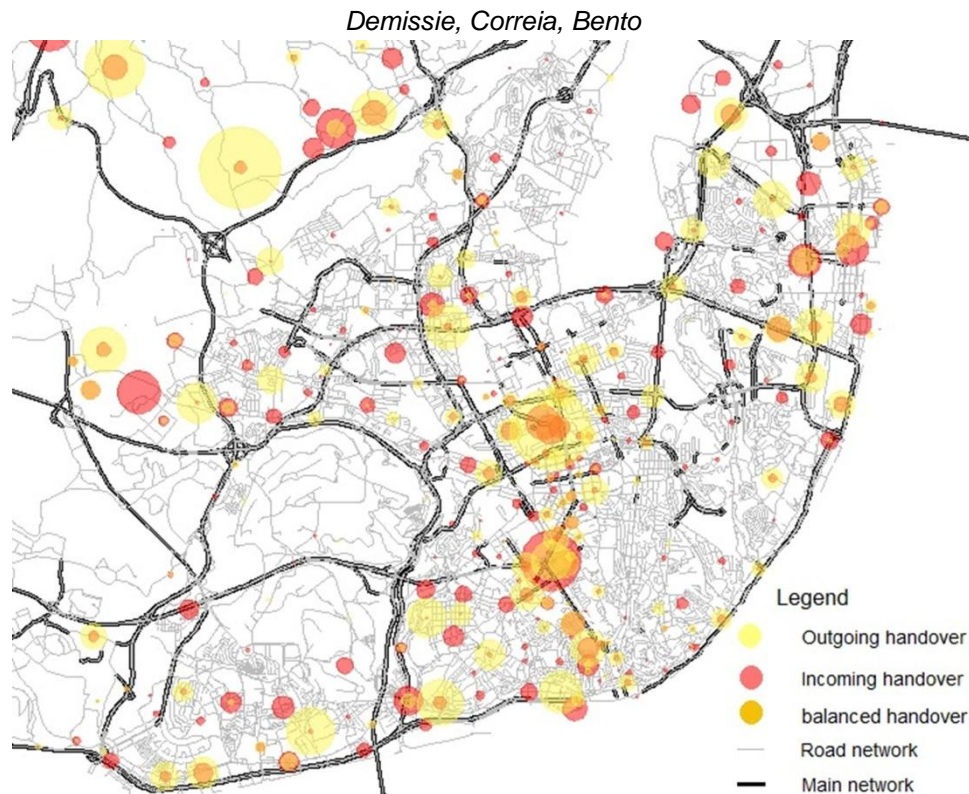 Demissie, Correia, Bento
Legend
Outgoing handover
Incoming handover
balanced handover
Road network
Main network